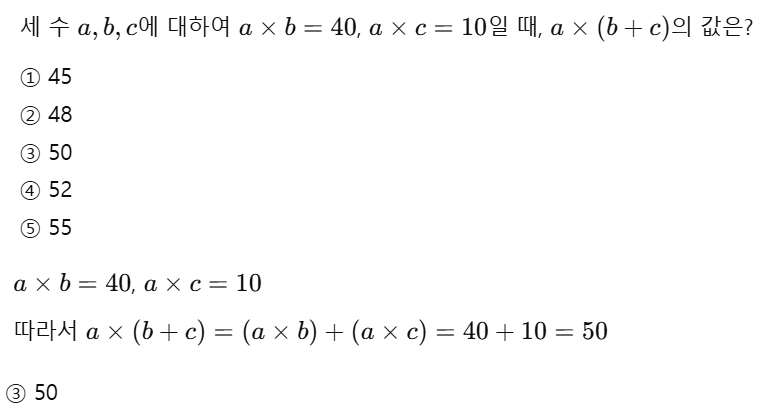 세 수 a, b, c에 대하여 a × b = 40, a × c = 10일 때, a × (b + c)의 값은?
① 45
② 48
③ 50
④ 52
⑤ 55
a × b = 40, a × c = 10
따라서 a × (b + c) = (a × b) + (a × c) = 40 + 10 = 50
③ 50